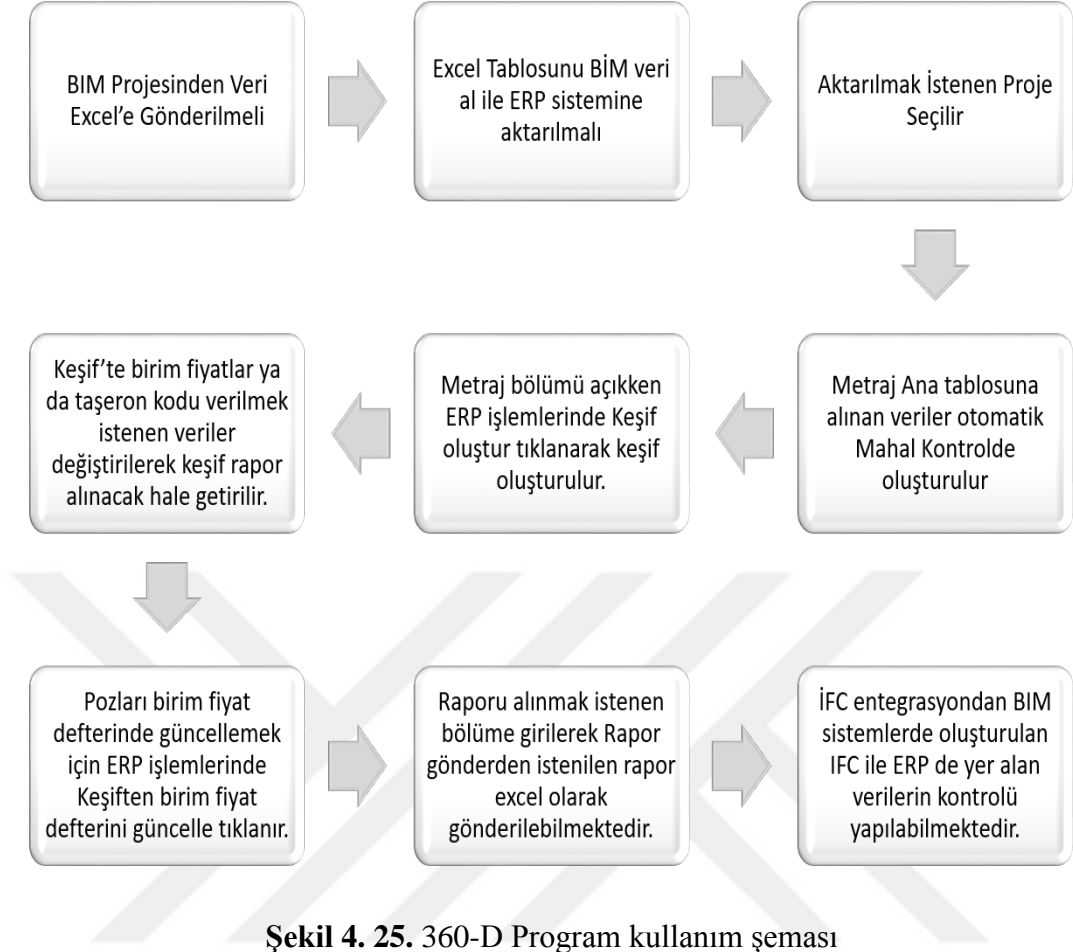 BIM Projesinden Veri
Excel’e Gönderilmeli
Excel Tablosunu BİM veri
al ile ERP sistemine
aktarılmalı
Aktarılmak İstenen Proje
Seçilir
Metraj Ana tablosuna
alınan veriler otomatik
Mahal Kontrolde
oluşturulur
Metraj bölümü açıkken
ERP işlemlerinde Keşif
oluştur tıklanarak keşif
oluşturulur.
Keşif’te birim fiyatlar ya
da taşeron kodu verilmek
istenen veriler
değiştirilerek keşif rapor
alınacak hale getirilir.
Pozları birim fiyat
defterinde güncellemek
için ERP işlemlerinde
Keşiften birim fiyat
defterini güncelle tıklanır.
Raporu alınmak istenen
bölüme girilerek Rapor
gönderden istenilen rapor
excel olarak
gönderilebilmektedir.
İFC entegrasyondan BIM
sistemlerde oluşturulan
IFC ile ERP de yer alan
verilerin kontrolü
yapılabilmektedir.
Şekil 4. 25. 360-D Program kullanım şeması